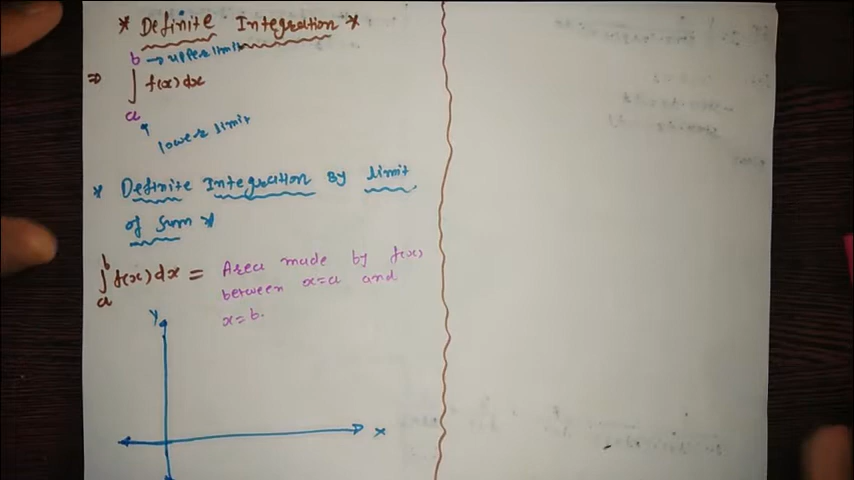 * Definite Integration *
b → upper limit
⇒ ∫ f(x) dx
a
lower limit
* Definite Integration By limit
of sum *
b
∫ f(x) dx = Area made by f(x)
a
between x=a and
x=b.
Y
X